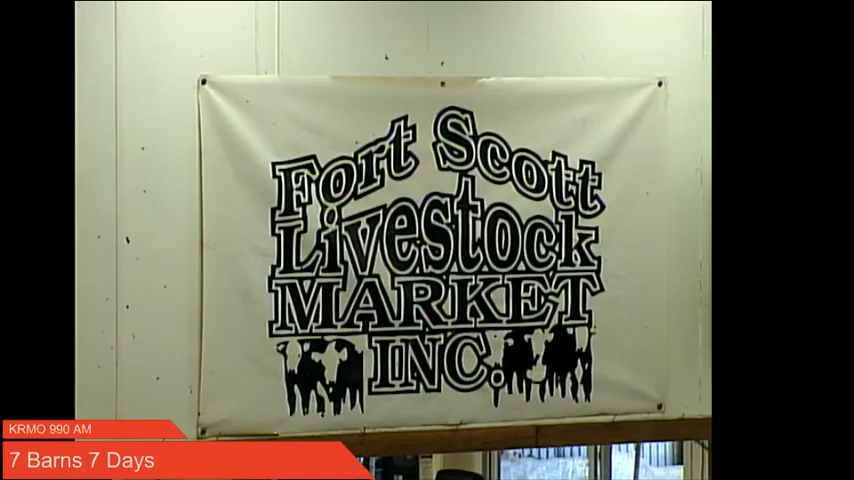 Fort Scott
Livestock
MARKET
INC.
KRMO 990 AM
7 Barns 7 Days